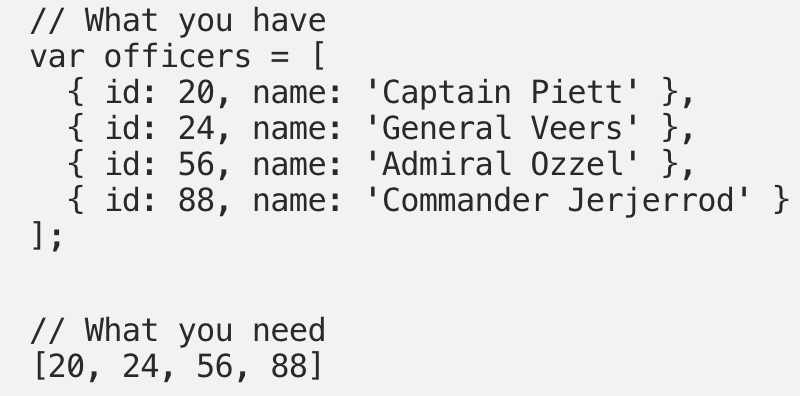 // What you have
var officers = [
  { id: 20, name: 'Captain Piett' },
  { id: 24, name: 'General Veers' },
  { id: 56, name: 'Admiral Ozzel' },
  { id: 88, name: 'Commander Jerjerrod' }
];
// What you need
[20, 24, 56, 88]